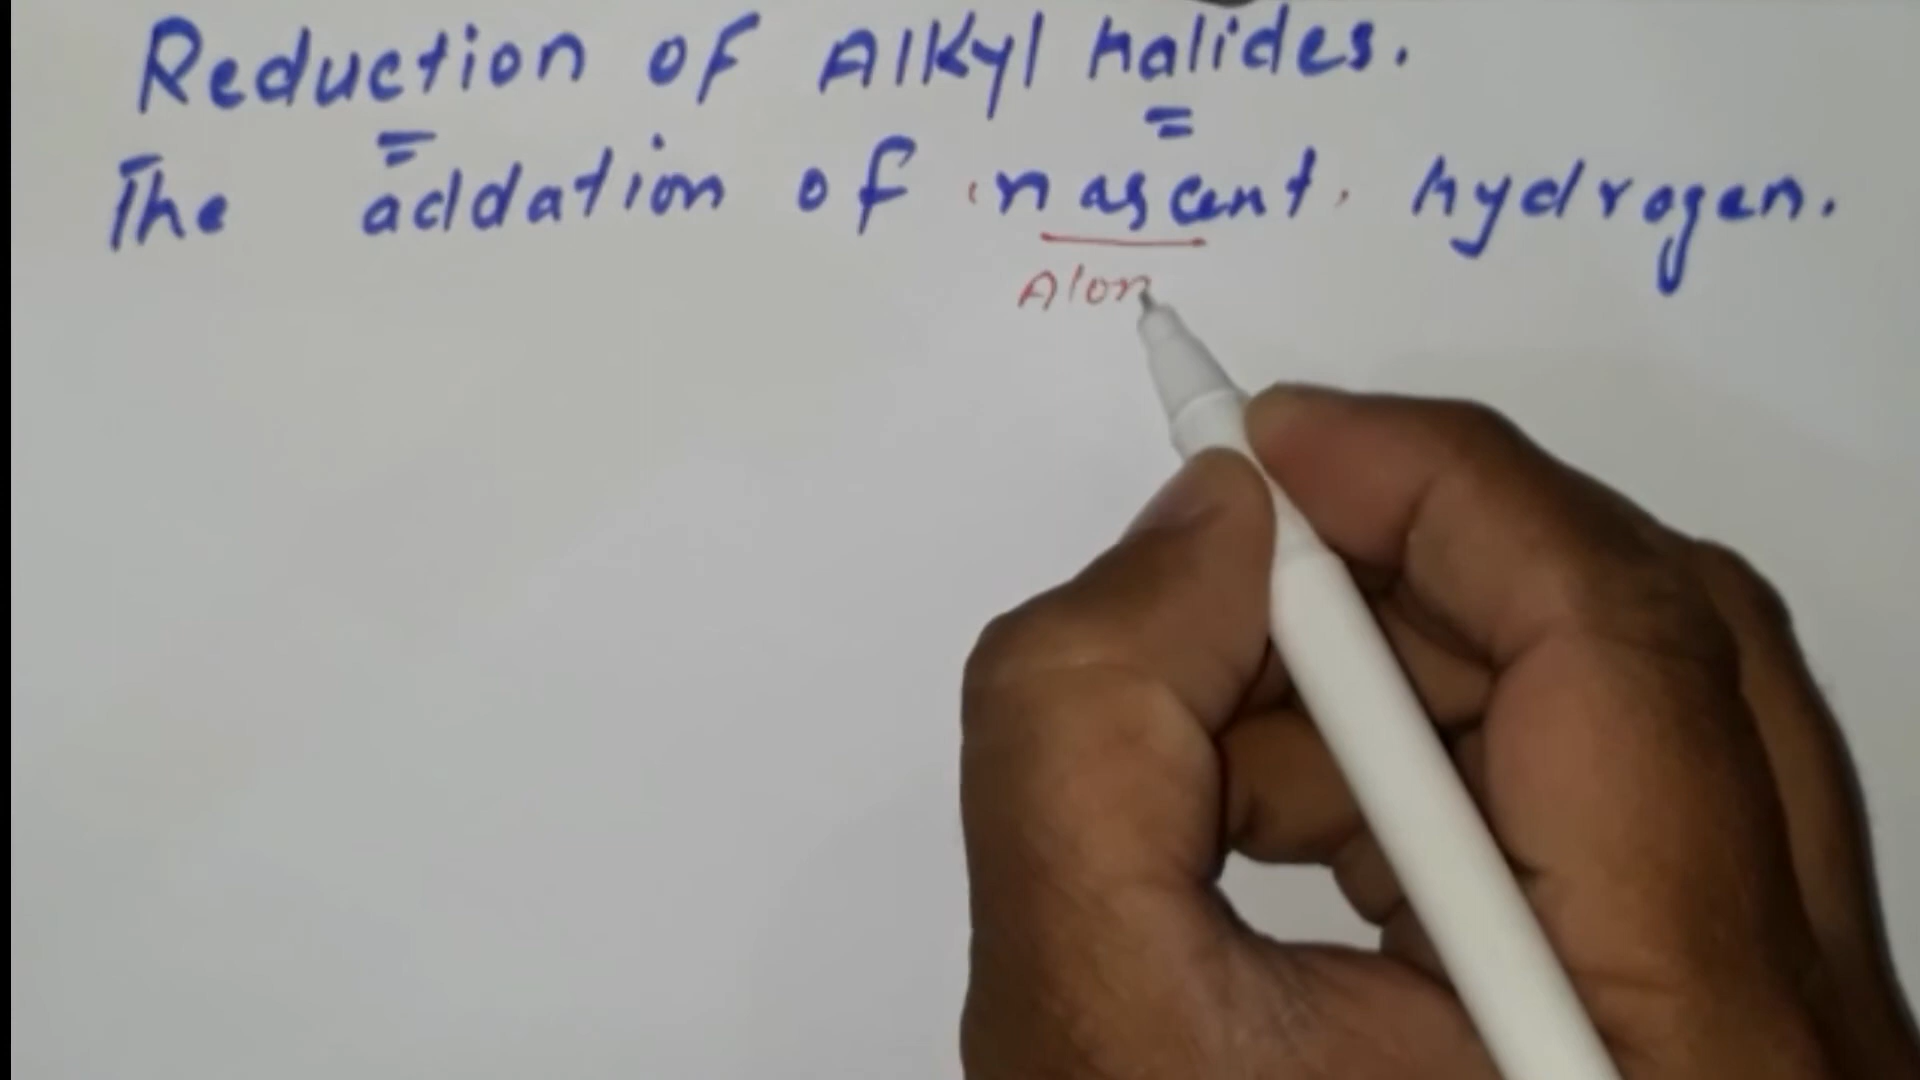 Reduction of Alkyl halides.
The addation of nascent hydrogen.
Alon